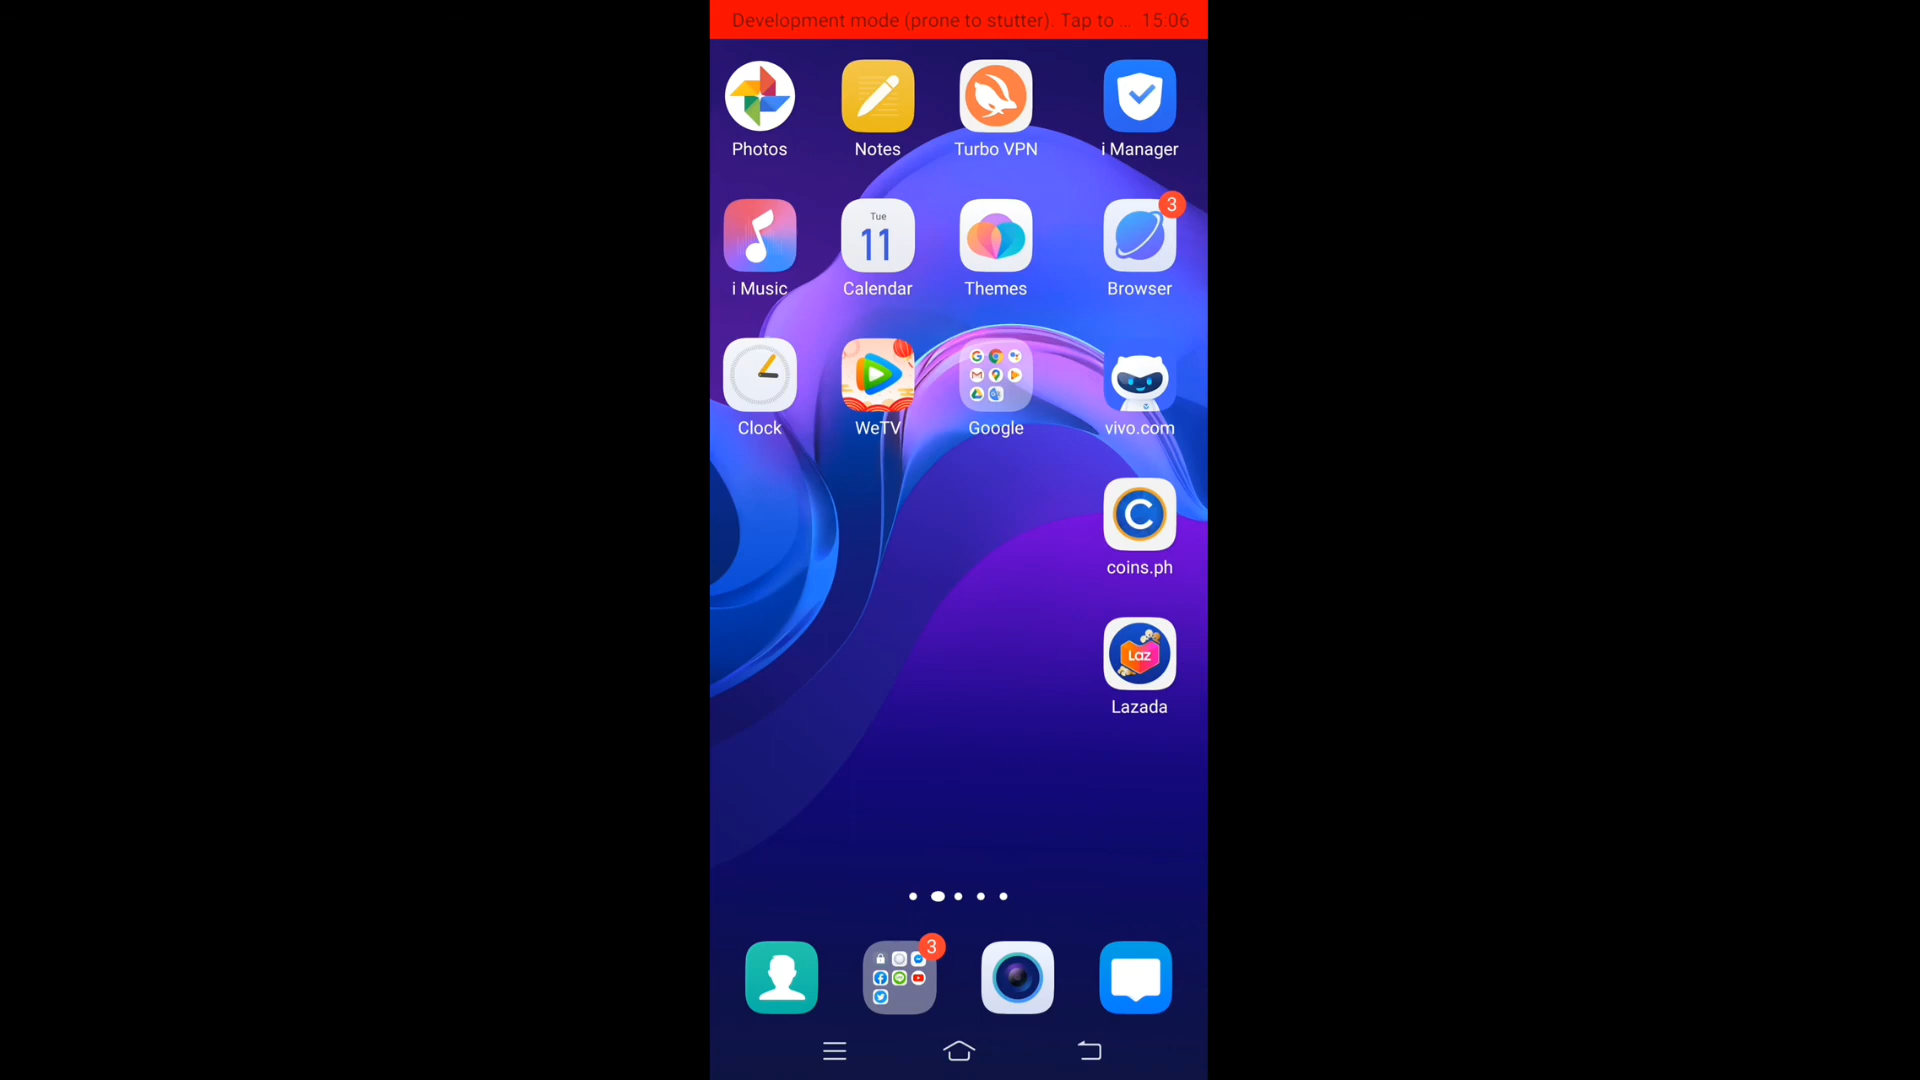 Development mode (prone to stutter). Tap to ... 15:06
Photos Notes Turbo VPN i Manager
Tue
11
3
i Music Calendar Themes Browser
Clock WeTV Google vivo.com
C
coins.ph
Laz
Lazada
3